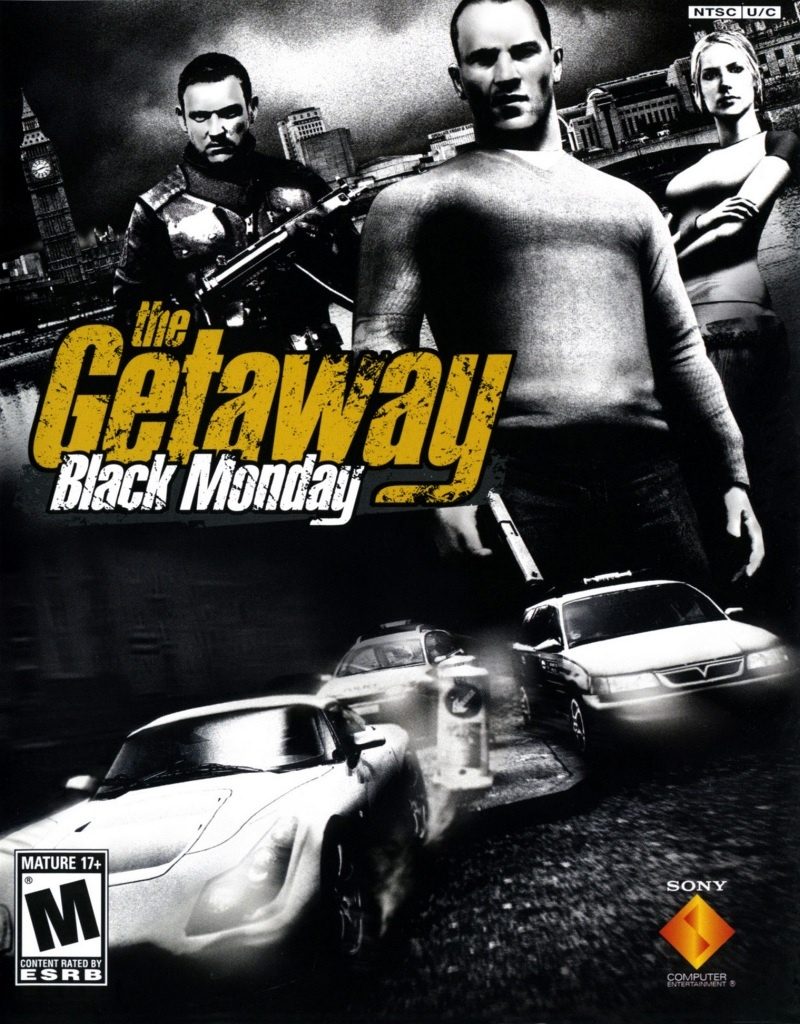 NTSC U/C
the
Getaway
Black Monday
MATURE 17+
®
M
CONTENT RATED BY
ESRB
SONY
COMPUTER
ENTERTAINMENT ®